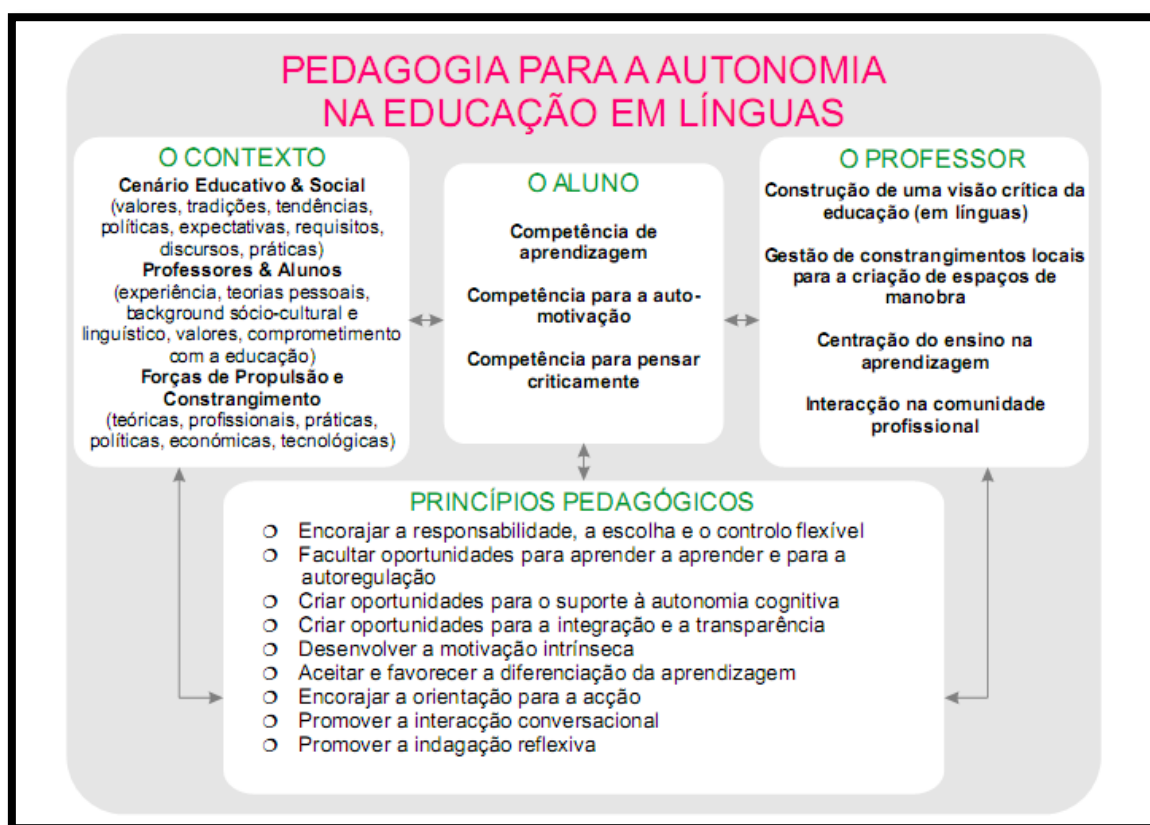 PEDAGOGIA PARA A AUTONOMIA
NA EDUCAÇÃO EM LÍNGUAS
O CONTEXTO
Cenário Educativo & Social
(valores, tradições, tendências,
políticas, expectativas, requisitos,
discursos, práticas)
Professores & Alunos
(experiência, teorias pessoais,
background sócio-cultural e
linguístico, valores, comprometimento
com a educação)
Forças de Propulsão e
Constrangimento
(teóricas, profissionais, práticas,
políticas, económicas, tecnológicas)
O ALUNO
Competência de
aprendizagem
Competência para a auto-
motivação
Competência para pensar
criticamente
O PROFESSOR
Construção de uma visão crítica da
educação (em línguas)
Gestão de constrangimentos locais
para a criação de espaços de
manobra
Centração do ensino na
aprendizagem
Interacção na comunidade
profissional
PRINCÍPIOS PEDAGÓGICOS
Encorajar a responsabilidade, a escolha e o controlo flexível
Facultar oportunidades para aprender a aprender e para a
autoregulação
Criar oportunidades para o suporte à autonomia cognitiva
Criar oportunidades para a integração e a transparência
Desenvolver a motivação intrínseca
Aceitar e favorecer a diferenciação da aprendizagem
Encorajar a orientação para a acção
Promover a interacção conversacional
Promover a indagação reflexiva